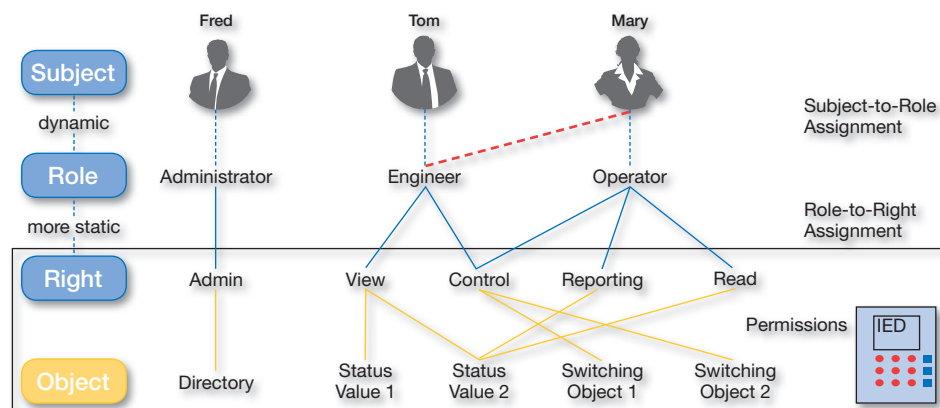 Fred
Tom
Mary
Subject
dynamic
Subject-to-Role
Assignment
Role
Administrator
Engineer
Operator
more static
Role-to-Right
Assignment
Right
Admin
View
Control
Reporting
Read
Permissions
IED
Object
Directory
Status
Value 1
Status
Value 2
Switching
Object 1
Switching
Object 2